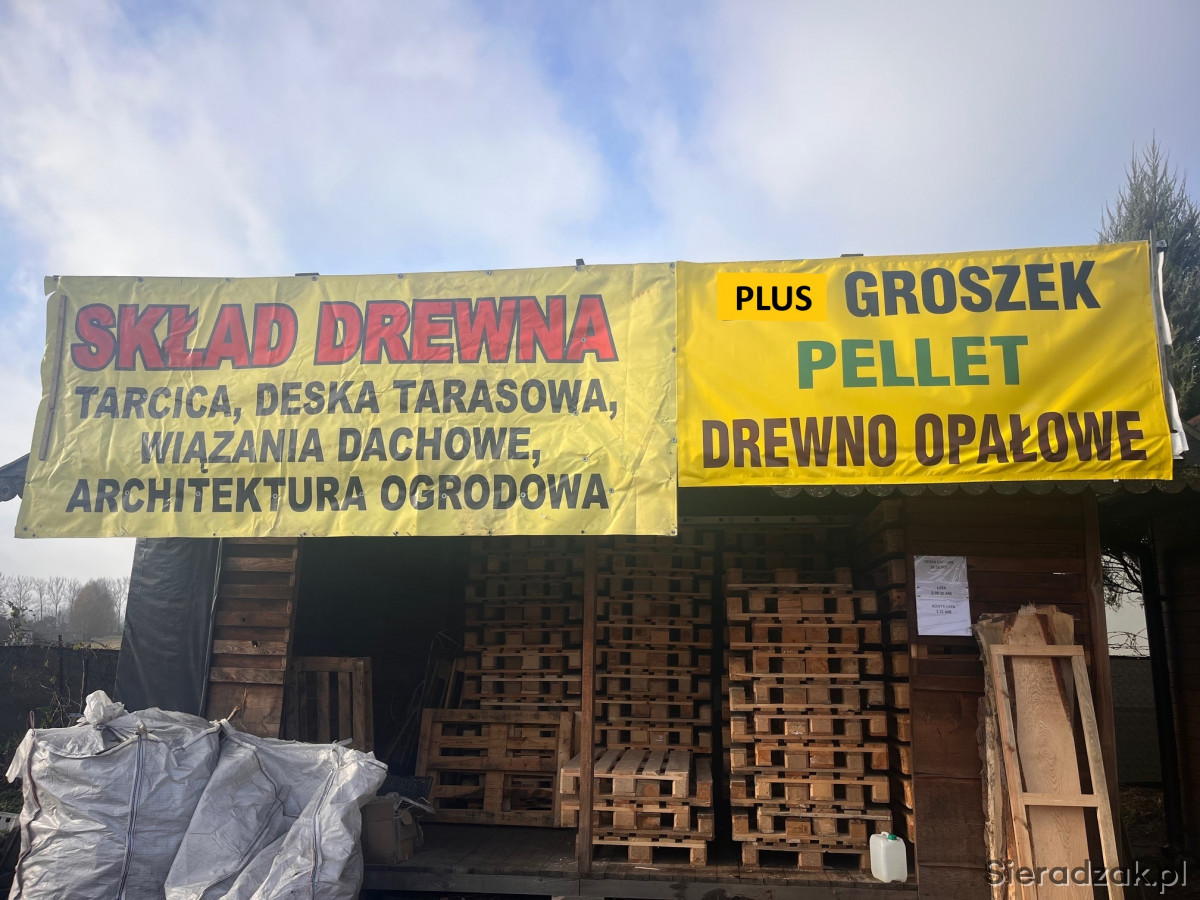 SKŁAD DREWNA
TARCICA, DESKA TARASOWA,
WIĄZANIA DACHOWE,
ARCHITEKTURA OGRODOWA
PLUS GROSZEK
PELLET
DREWNO OPAŁOWE
Sieradzak.pl